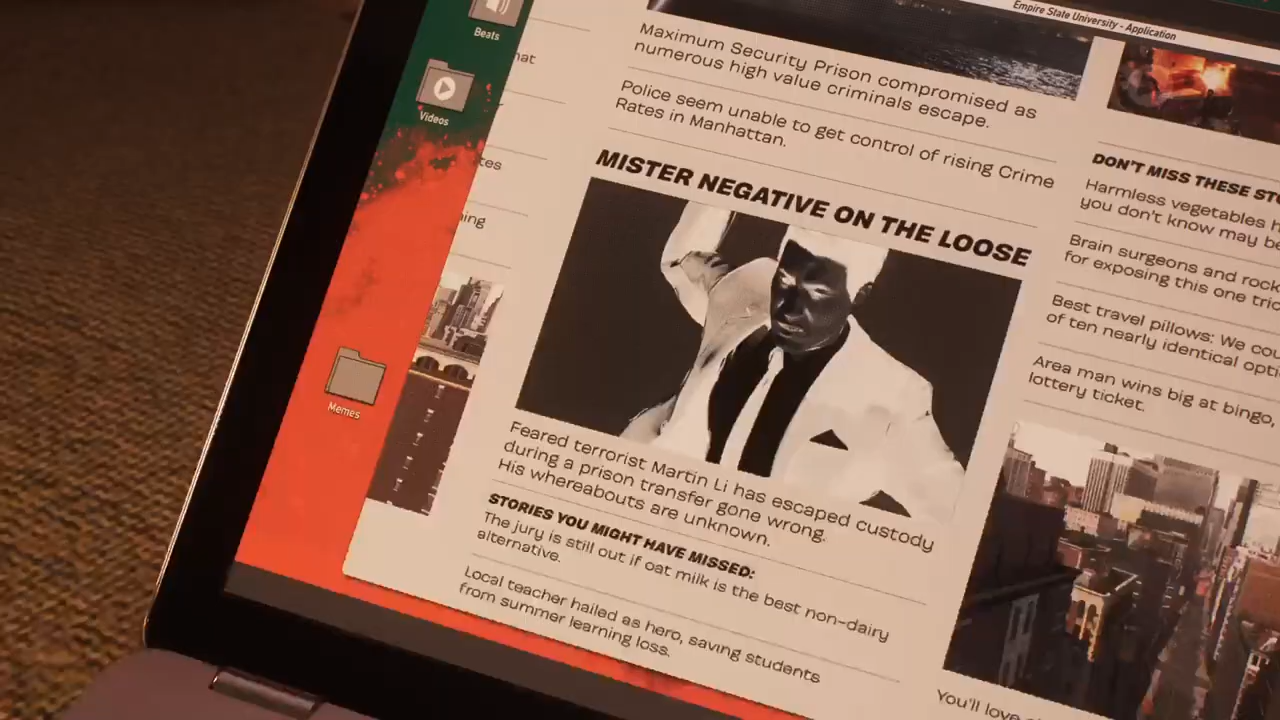 Empire State University - Application
Beats
Videos
Memes
Maximum Security Prison compromised as
numerous high value criminals escape.
Police seem unable to get control of rising Crime
Rates in Manhattan.
MISTER NEGATIVE ON THE LOOSE
Feared terrorist Martin Li has escaped custody
during a prison transfer gone wrong.
His whereabouts are unknown.
STORIES YOU MIGHT HAVE MISSED:
The jury is still out if oat milk is the best non-dairy
alternative.
Local teacher hailed as hero, saving students
from summer learning loss.
DON'T MISS THESE
Harmless vegetables
you don't know may be
Brain surgeons and
for exposing this one
Best travel pillows: We
of ten nearly identical
Area man wins big at bingo,
lottery ticket.
You'll love